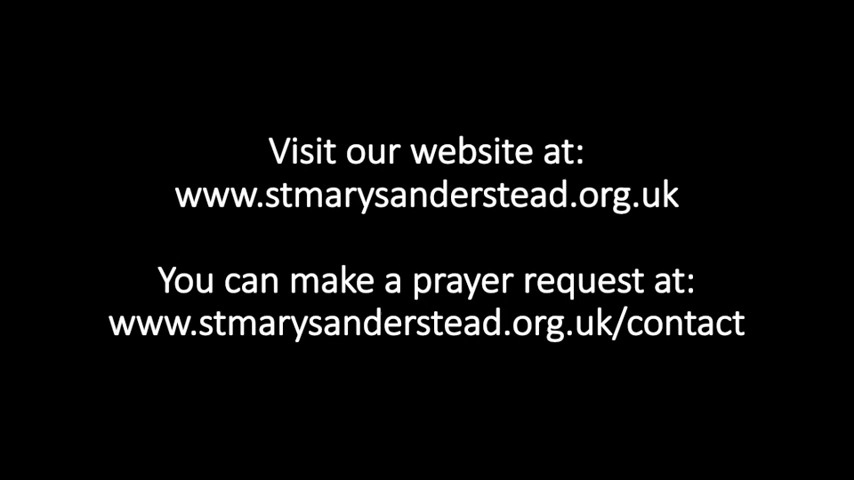 Visit our website at:
www.stmarysanderstead.org.uk
You can make a prayer request at:
www.stmarysanderstead.org.uk/contact